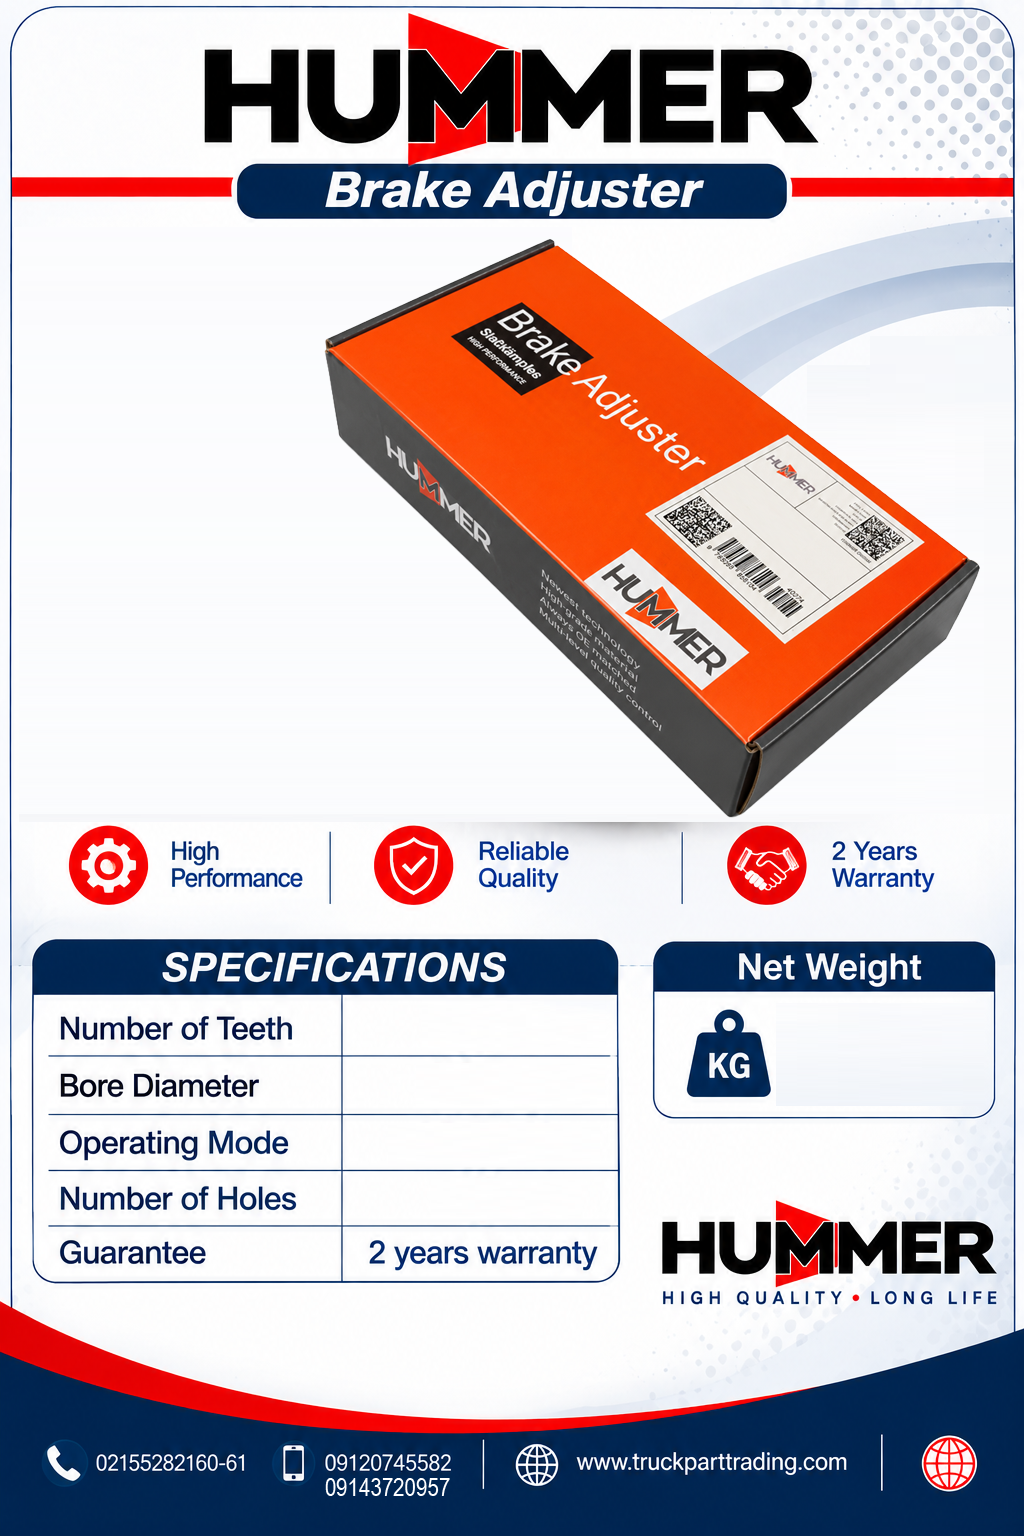 HUMMER
Brake Adjuster
Brake Adjuster
HIGH PERFORMANCE
HUMMER
HUMMER
40274
HUMMER
Newest technology
High-grade material
Always OE matched
Multi-level quality control
High
Performance
Reliable
Quality
2 Years
Warranty
SPECIFICATIONS
Number of Teeth
Bore Diameter
Operating Mode
Number of Holes
Guarantee 2 years warranty
Net Weight
KG
HUMMER
HIGH QUALITY • LONG LIFE
02155282160-61
09120745582
09143720957
www.truckparttrading.com